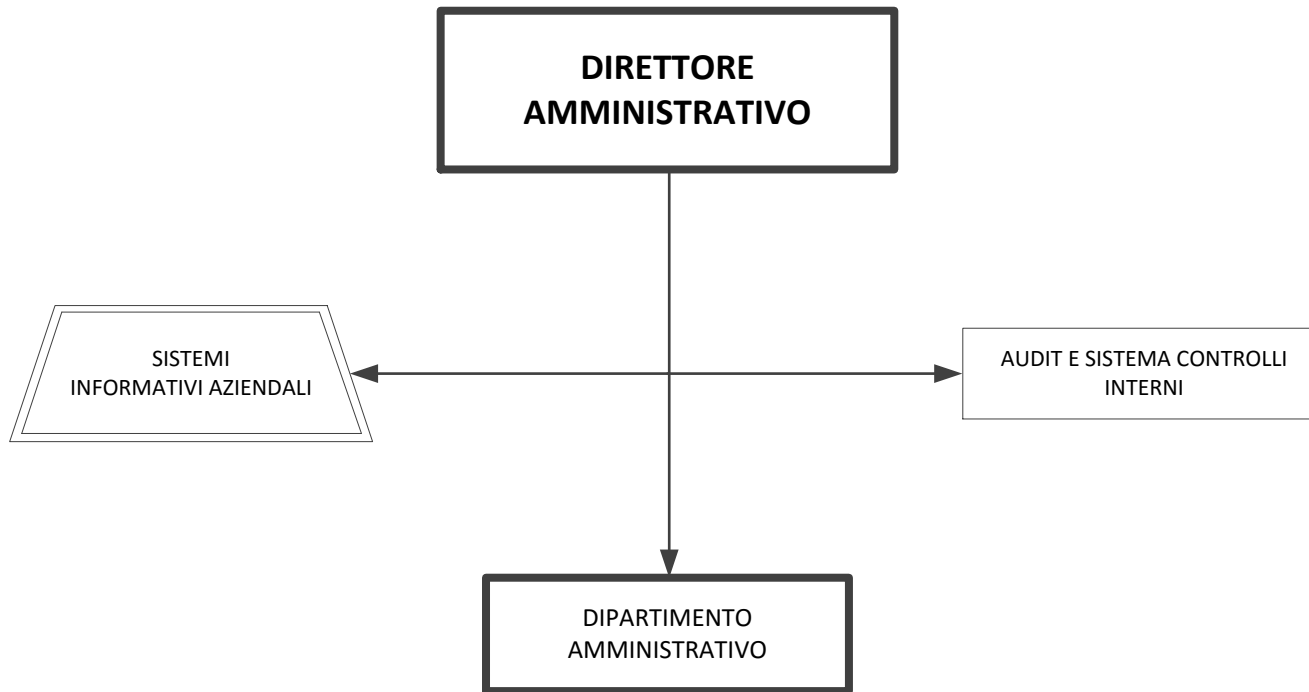 DIRETTORE
AMMINISTRATIVO
SISTEMI
INFORMATIVI AZIENDALI
AUDIT E SISTEMA CONTROLLI
INTERNI
DIPARTIMENTO
AMMINISTRATIVO